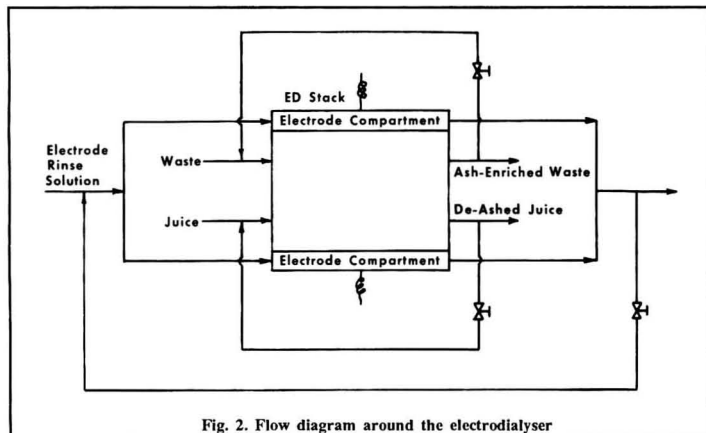 ED Stack
Electrode Compartment
Electrode
Rinse
Solution
Waste
Ash-Enriched Waste
De-Ashed Juice
Juice
Electrode Compartment
Fig. 2. Flow diagram around the electrodialyser